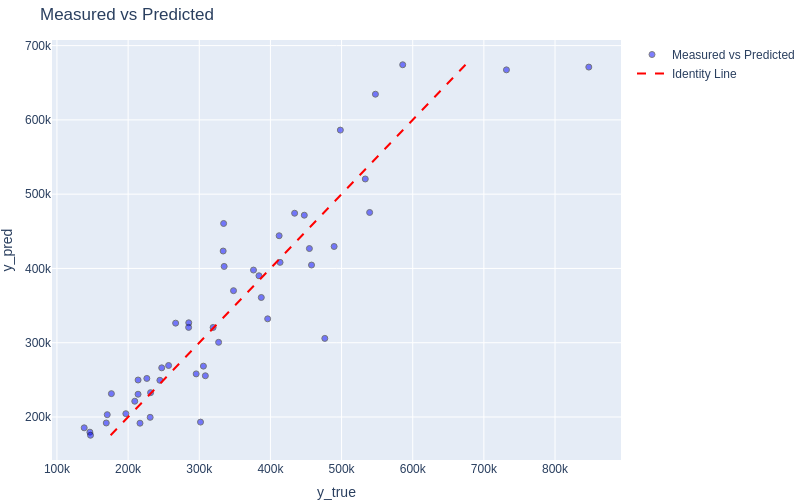 Measured vs Predicted
700k
600k
500k
400k
300k
200k
y_pred
100k 200k 300k 400k 500k 600k 700k 800k
y_true
Measured vs Predicted
Identity Line